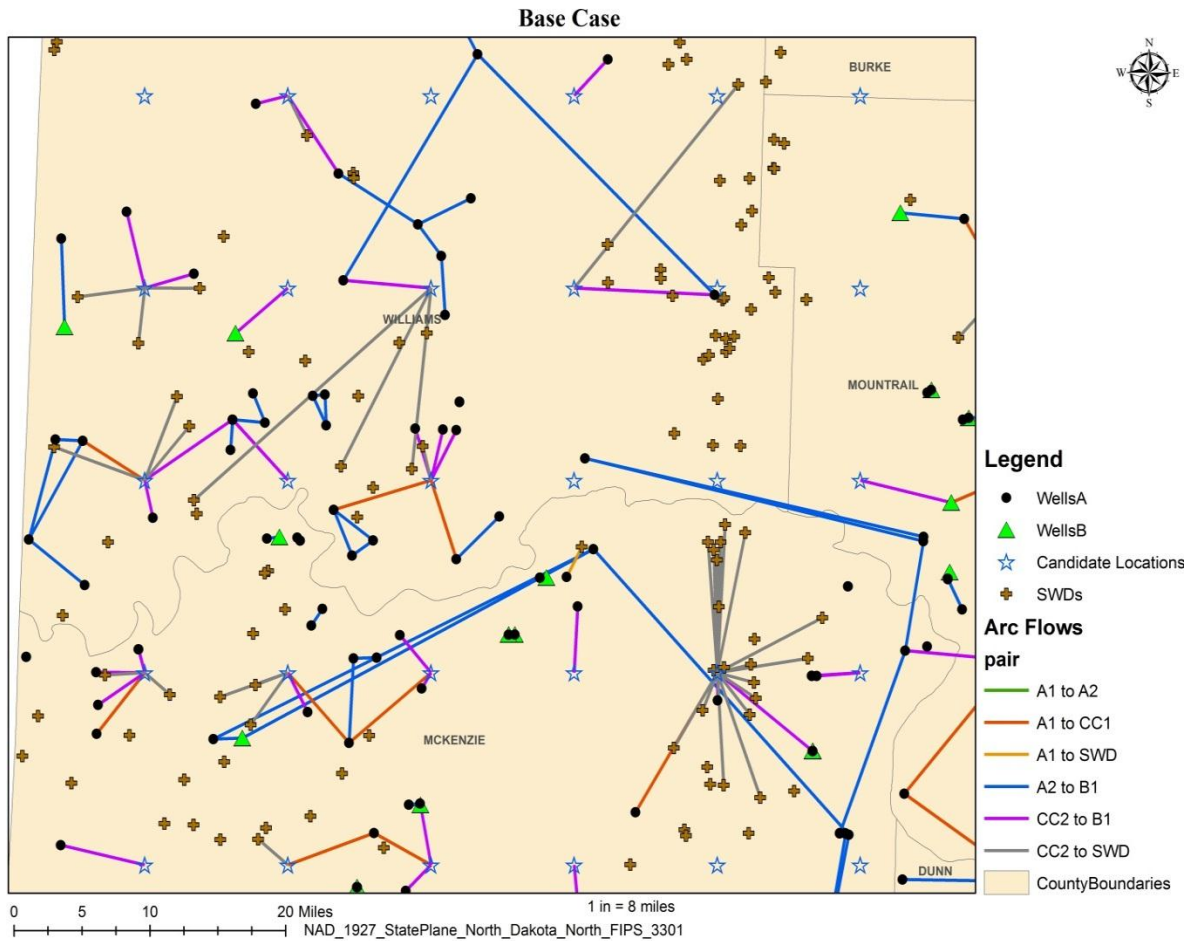 Base Case
N
W E
S
BURKE
WILLIAMS
MOUNTRAIL
MCKENZIE
DUNN
Legend
WellsA
WellsB
Candidate Locations
SWDs
Arc Flows
pair
A1 to A2
A1 to CC1
A1 to SWD
A2 to B1
CC2 to B1
CC2 to SWD
CountyBoundaries
0 5 10 20 Miles
1 in = 8 miles
NAD_1927_StatePlane_North_Dakota_North_FIPS_3301